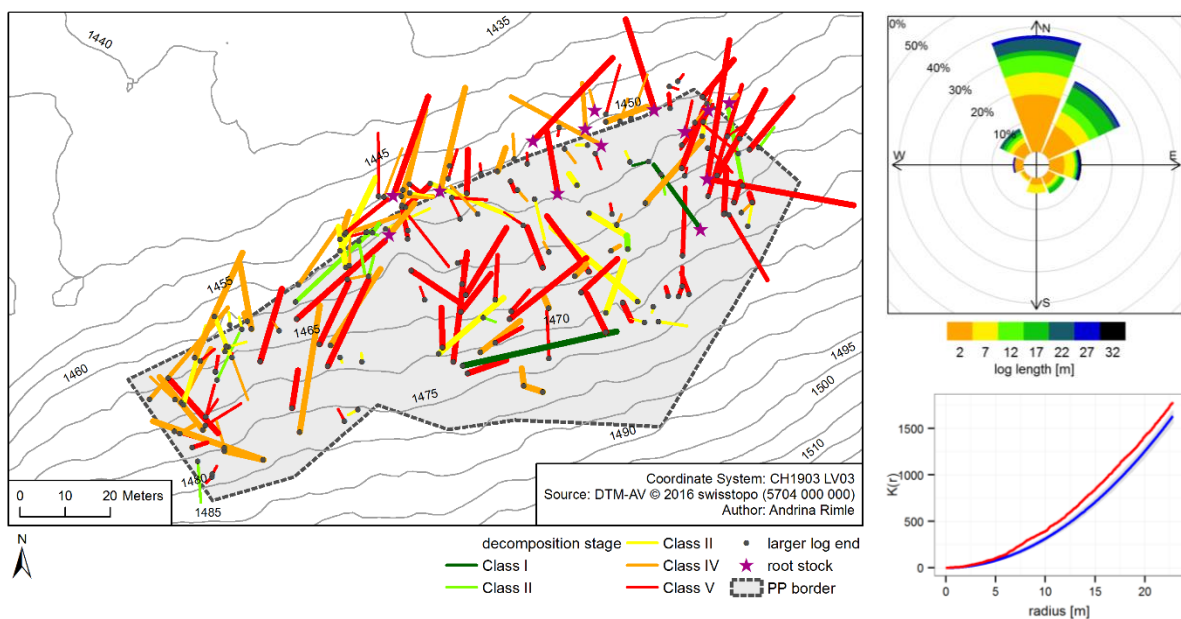 1440
1435
1450
1445
1455
1465
1460
1470
1475
1480
1485
1490
1495
1500
1510
0 10 20 Meters
Coordinate System: CH1903 LV03
Source: DTM-AV © 2016 swisstopo (5704 000 000)
Author: Andrina Rimle
N
decomposition stage
Class I
Class II
Class II
Class IV
Class V
larger log end
root stock
PP border
0%
50%
40%
30%
20%
10%
N
W
E
S
2 7 12 17 22 27 32
log length [m]
K(r)
1500
1000
500
0
0 5 10 15 20
radius [m]